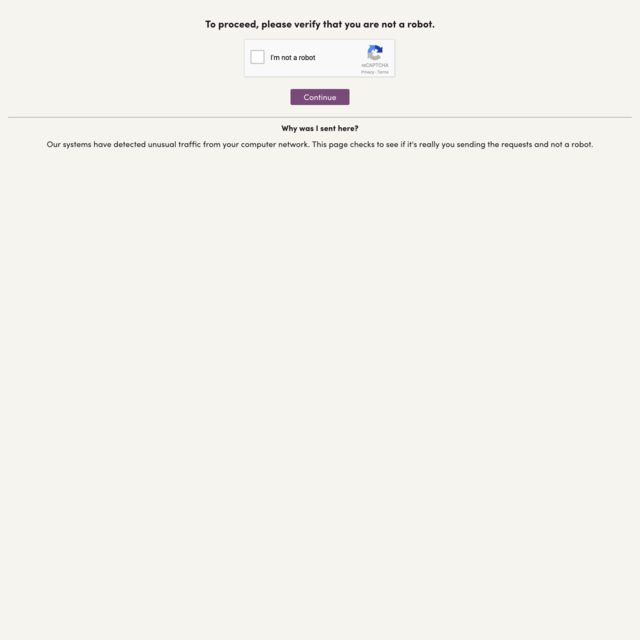 To proceed, please verify that you are not a robot.
I'm not a robot
reCAPTCHA
Privacy - Terms
Continue
Why was I sent here?
Our systems have detected unusual traffic from your computer network. This page checks to see if it's really you sending the requests and not a robot.